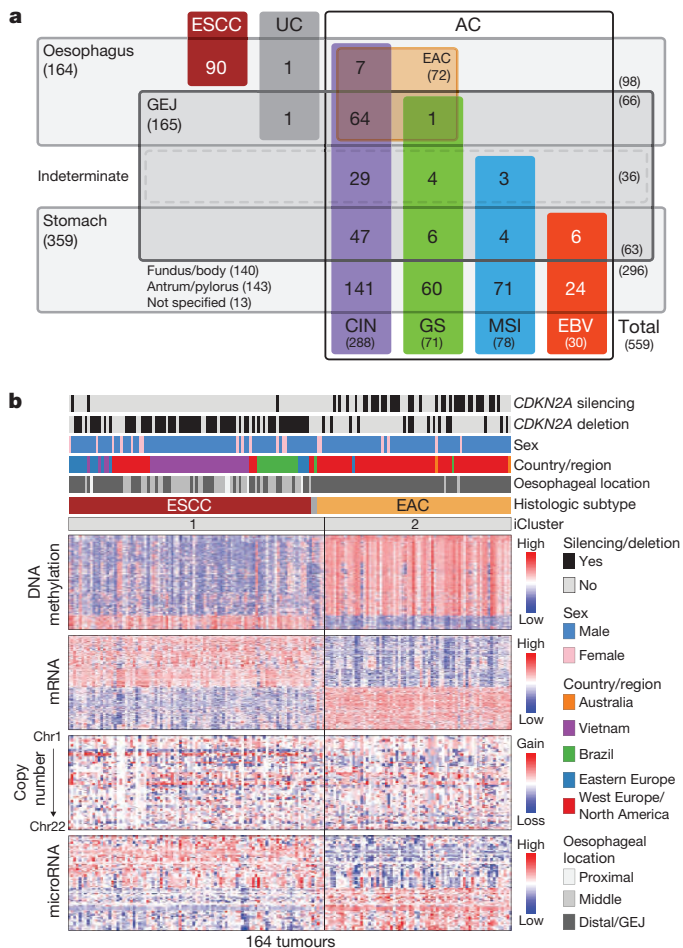 a
ESCC
UC
AC
Oesophagus
(164)
90
1
7
EAC
(72)
(98)
(66)
GEJ
(165)
1
64
1
Indeterminate
29
4
3
(36)
Stomach
(359)
47
6
4
6
(63)
(296)
Fundus/body (140)
Antrum/pylorus (143)
Not specified (13)
141
60
71
24
CIN
(288)
GS
(71)
MSI
(78)
EBV
(30)
Total
(559)
b
CDKN2A silencing
CDKN2A deletion
Sex
Country/region
Oesophageal location
ESCC
EAC
Histologic subtype
1
2
iCluster
DNA
methylation
High
Low
mRNA
High
Low
Copy
number
Chr1
Chr22
Gain
Loss
microRNA
High
Low
164 tumours
Silencing/deletion
Yes
No
Sex
Male
Female
Country/region
Australia
Vietnam
Brazil
Eastern Europe
West Europe/
North America
Oesophageal
location
Proximal
Middle
Distal/GEJ